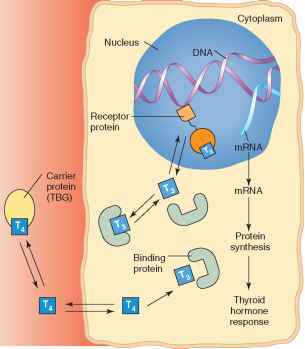 Cytoplasm
Nucleus
DNA
Receptor
protein
T3
mRNA
Carrier
protein
(TBG)
T4
T3
mRNA
T3
Protein
synthesis
Binding
protein
T3
T4
T4
Thyroid
hormone
response